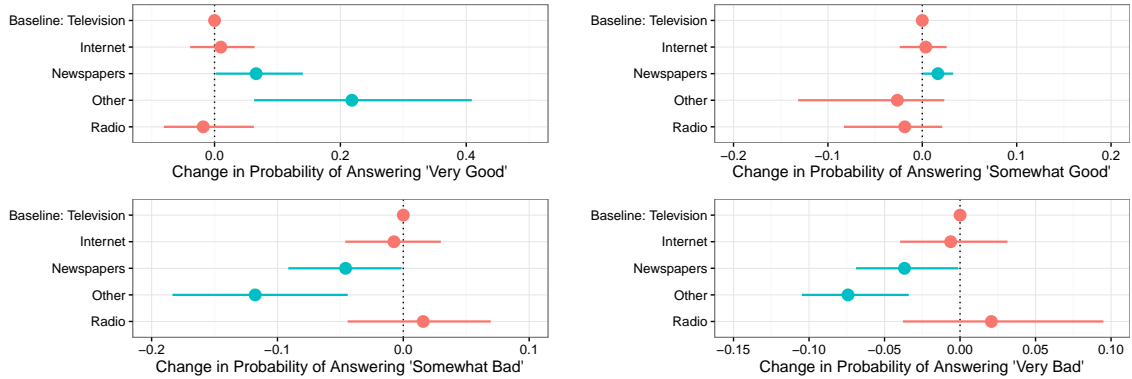 Baseline: Television
Internet
Newspapers
Other
Radio
0.0 0.2 0.4
Change in Probability of Answering 'Very Good'
Baseline: Television
Internet
Newspapers
Other
Radio
−0.2 −0.1 0.0 0.1 0.2
Change in Probability of Answering 'Somewhat Good'
Baseline: Television
Internet
Newspapers
Other
Radio
−0.2 −0.1 0.0 0.1
Change in Probability of Answering 'Somewhat Bad'
Baseline: Television
Internet
Newspapers
Other
Radio
−0.15 −0.10 −0.05 0.00 0.05 0.10
Change in Probability of Answering 'Very Bad'